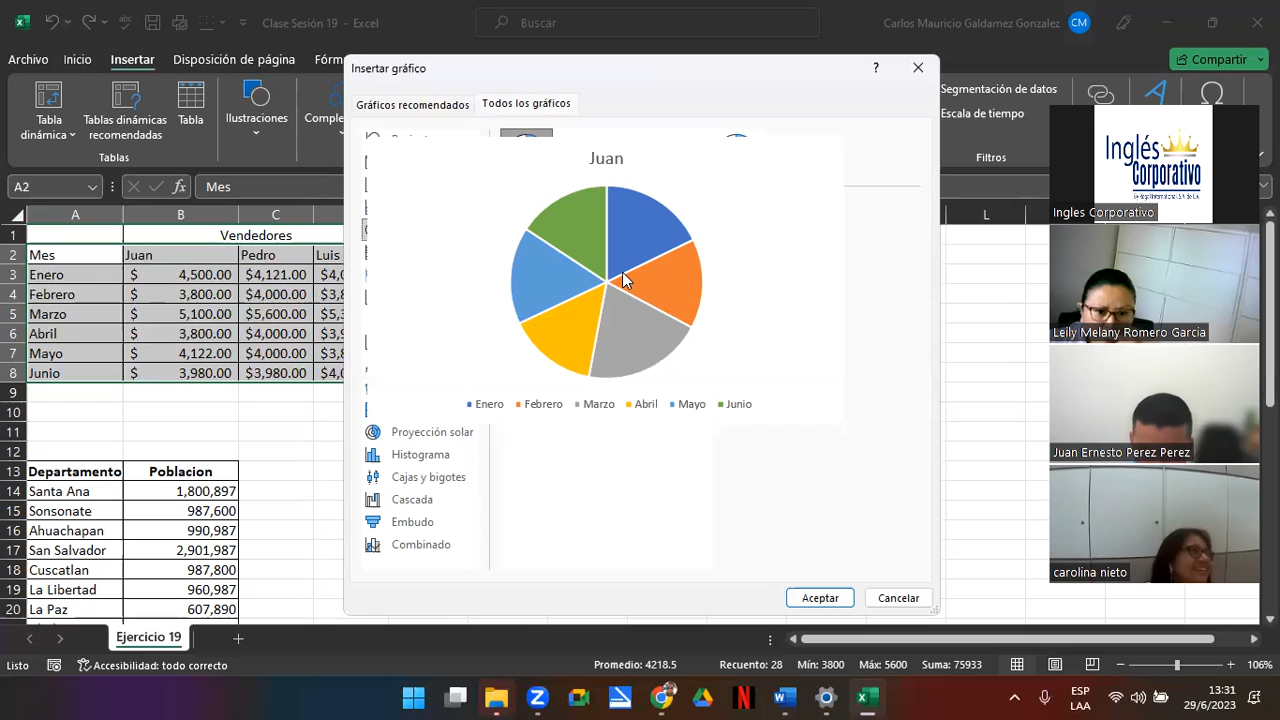 Clase Sesión 19 - Excel
Buscar
Carlos Mauricio Galdamez Gonzalez
CM
Archivo
Inicio
Insertar
Disposición de página
Compartir
Tabla dinámica
Tablas dinámicas recomendadas
Tabla
Ilustraciones
Tablas
Segmentación de datos
Escala de tiempo
Filtros
Insertar gráfico
?
Gráficos recomendados
Todos los gráficos
A2
fx
Mes
A B C L
1 Vendedores
2 Mes Juan Pedro Luis
3 Enero $ 4,500.00 $4,121.00
4 Febrero $ 3,800.00 $4,000.00
5 Marzo $ 5,100.00 $5,600.00
6 Abril $ 3,800.00 $4,000.00
7 Mayo $ 4,122.00 $4,000.00
8 Junio $ 3,980.00 $3,980.00
9
10
11
12
13 Departamento Poblacion
14 Santa Ana 1,800,897
15 Sonsonate 987,600
16 Ahuachapan 990,987
17 San Salvador 2,901,987
18 Cuscatlan 987,800
19 La Libertad 960,987
20 La Paz 607,890
Juan
Enero Febrero Marzo Abril Mayo Junio
Proyección solar
Histograma
Cajas y bigotes
Cascada
Embudo
Combinado
Aceptar
Cancelar
Inglés
Corporativo
Ingles Corporativo
Leily Melany Romero Garcia
Juan Ernesto Perez Perez
carolina nieto
Ejercicio 19
Listo
Accesibilidad: todo correcto
Promedio: 4218.5
Recuento: 28
Mín: 3800
Máx: 5600
Suma: 75933
106%
ESP
LAA
13:31
29/6/2023